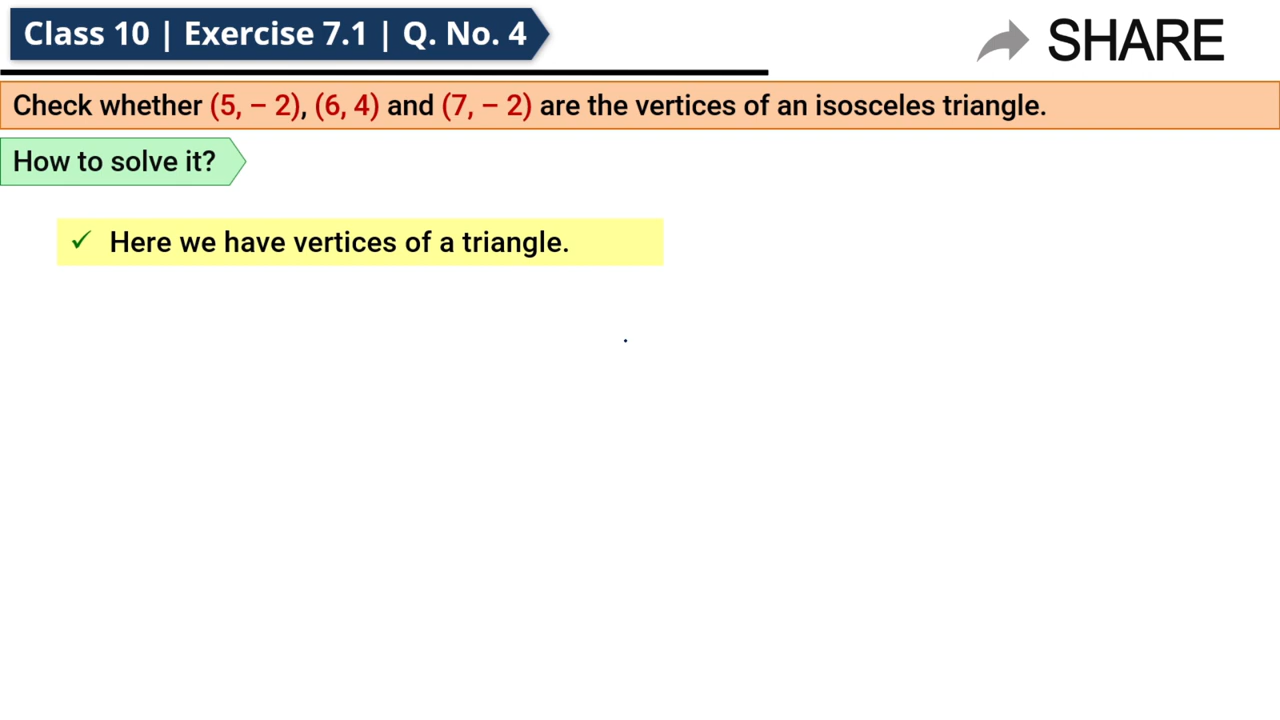 Class 10 | Exercise 7.1 | Q. No. 4
SHARE
Check whether (5, – 2), (6, 4) and (7, – 2) are the vertices of an isosceles triangle.
How to solve it?
✓ Here we have vertices of a triangle.